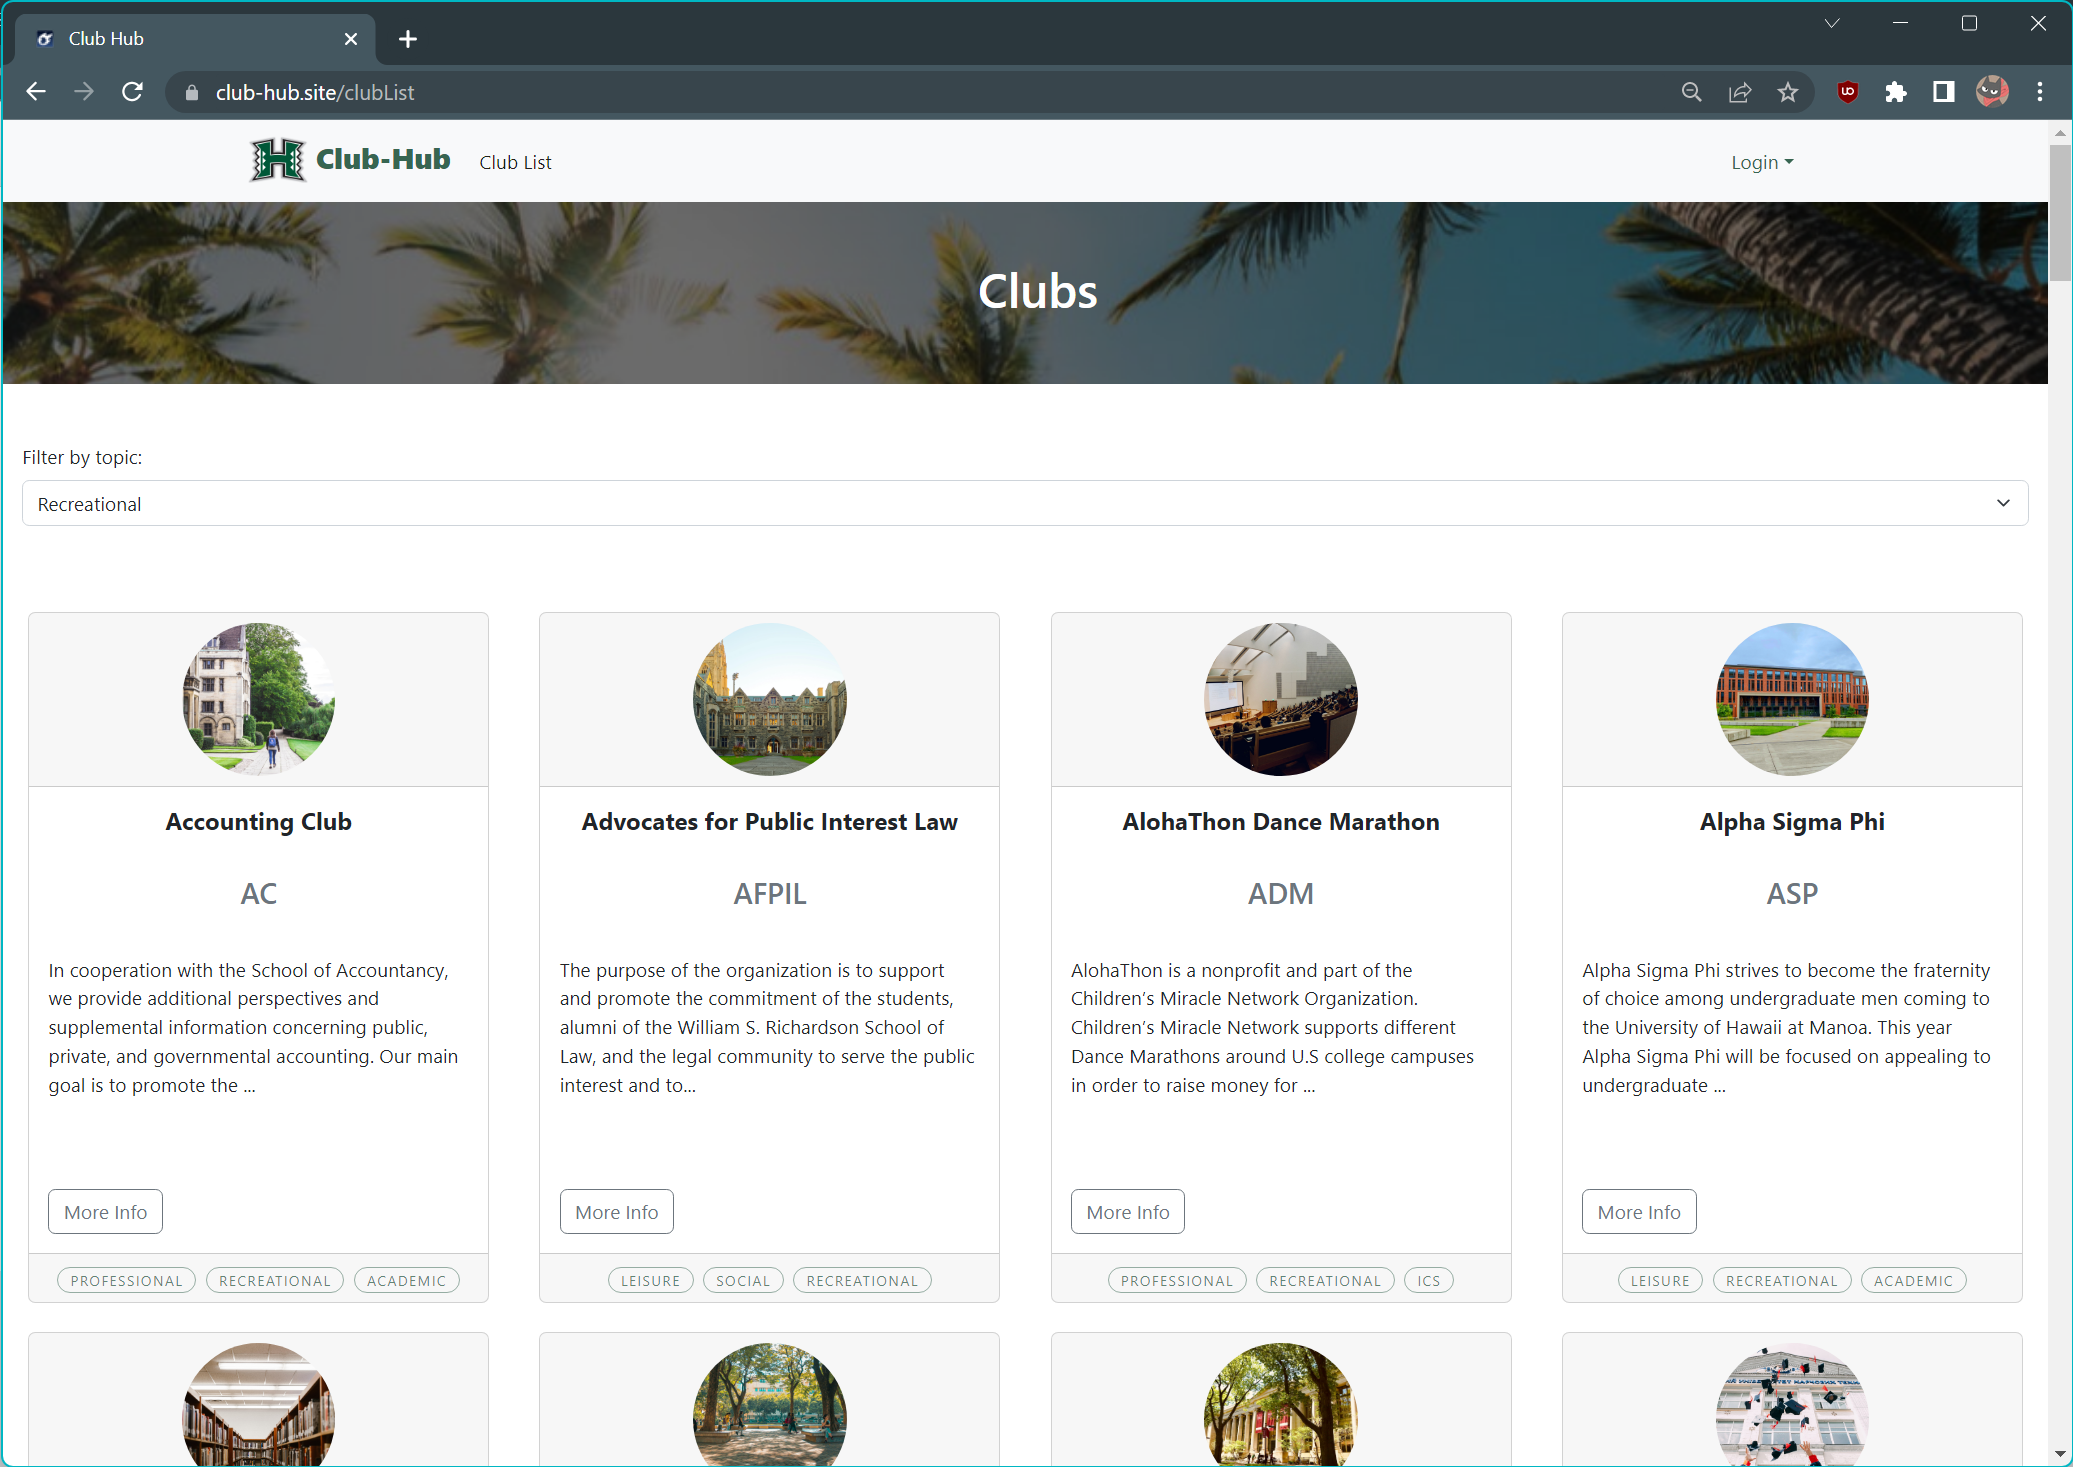 Club Hub
club-hub.site/clubList
Club-Hub
Club List
Login
Clubs
Filter by topic:
Recreational
Accounting Club
AC
In cooperation with the School of Accountancy,
we provide additional perspectives and
supplemental information concerning public,
private, and governmental accounting. Our main
goal is to promote the ...
More Info
PROFESSIONAL RECREATIONAL ACADEMIC
Advocates for Public Interest Law
AFPIL
The purpose of the organization is to support
and promote the commitment of the students,
alumni of the William S. Richardson School of
Law, and the legal community to serve the public
interest and to...
More Info
LEISURE SOCIAL RECREATIONAL
AlohaThon Dance Marathon
ADM
AlohaThon is a nonprofit and part of the
Children’s Miracle Network Organization.
Children’s Miracle Network supports different
Dance Marathons around U.S college campuses
in order to raise money for ...
More Info
PROFESSIONAL RECREATIONAL ICS
Alpha Sigma Phi
ASP
Alpha Sigma Phi strives to become the fraternity
of choice among undergraduate men coming to
the University of Hawaii at Manoa. This year
Alpha Sigma Phi will be focused on appealing to
undergraduate ...
More Info
LEISURE RECREATIONAL ACADEMIC